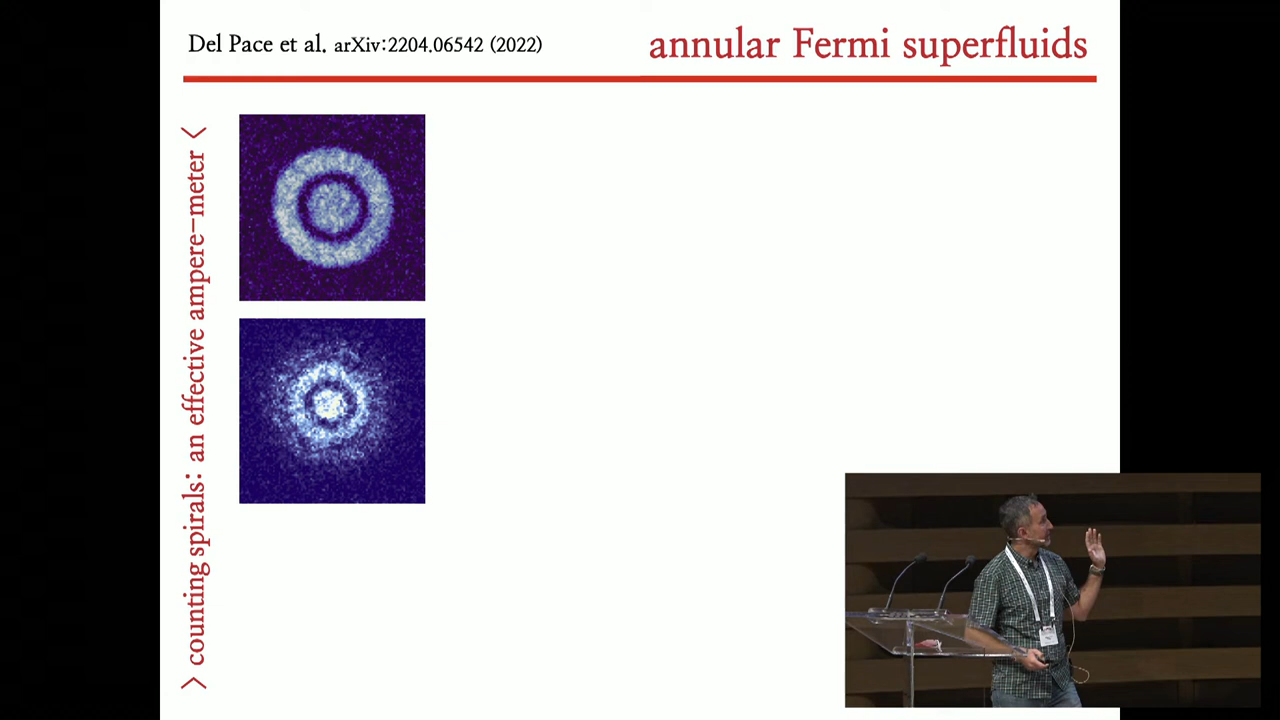 Del Pace et al. arXiv:2204.06542 (2022)
annular Fermi superfluids
> counting spirals: an effective ampere-meter <